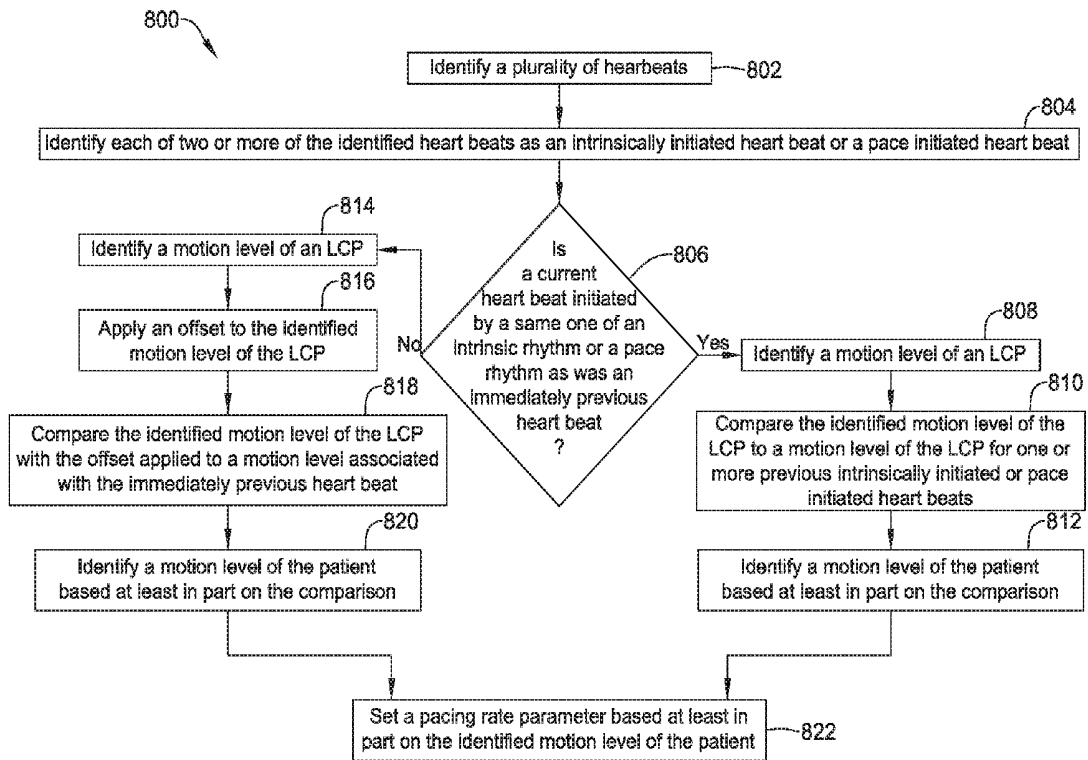 800
Identify a plurality of hearbeats
802
804
Identify each of two or more of the identified heart beats as an intrinsically initiated heart beat or a pace initiated heart beat
Is
a current
heart beat initiated
by a same one of an
intrinsic rhythm or a pace
rhythm as was an
immediately previous
heart beat
?
806
No
Yes
814
Identify a motion level of an LCP
816
Apply an offset to the identified
motion level of the LCP
818
Compare the identified motion level of the LCP
with the offset applied to a motion level associated
with the immediately previous heart beat
820
Identify a motion level of the patient
based at least in part on the comparison
808
Identify a motion level of an LCP
810
Compare the identified motion level of the
LCP to a motion level of the LCP for one or
more previous intrinsically initiated or pace
initiated heart beats
812
Identify a motion level of the patient
based at least in part on the comparison
Set a pacing rate parameter based at least in
part on the identified motion level of the patient
822